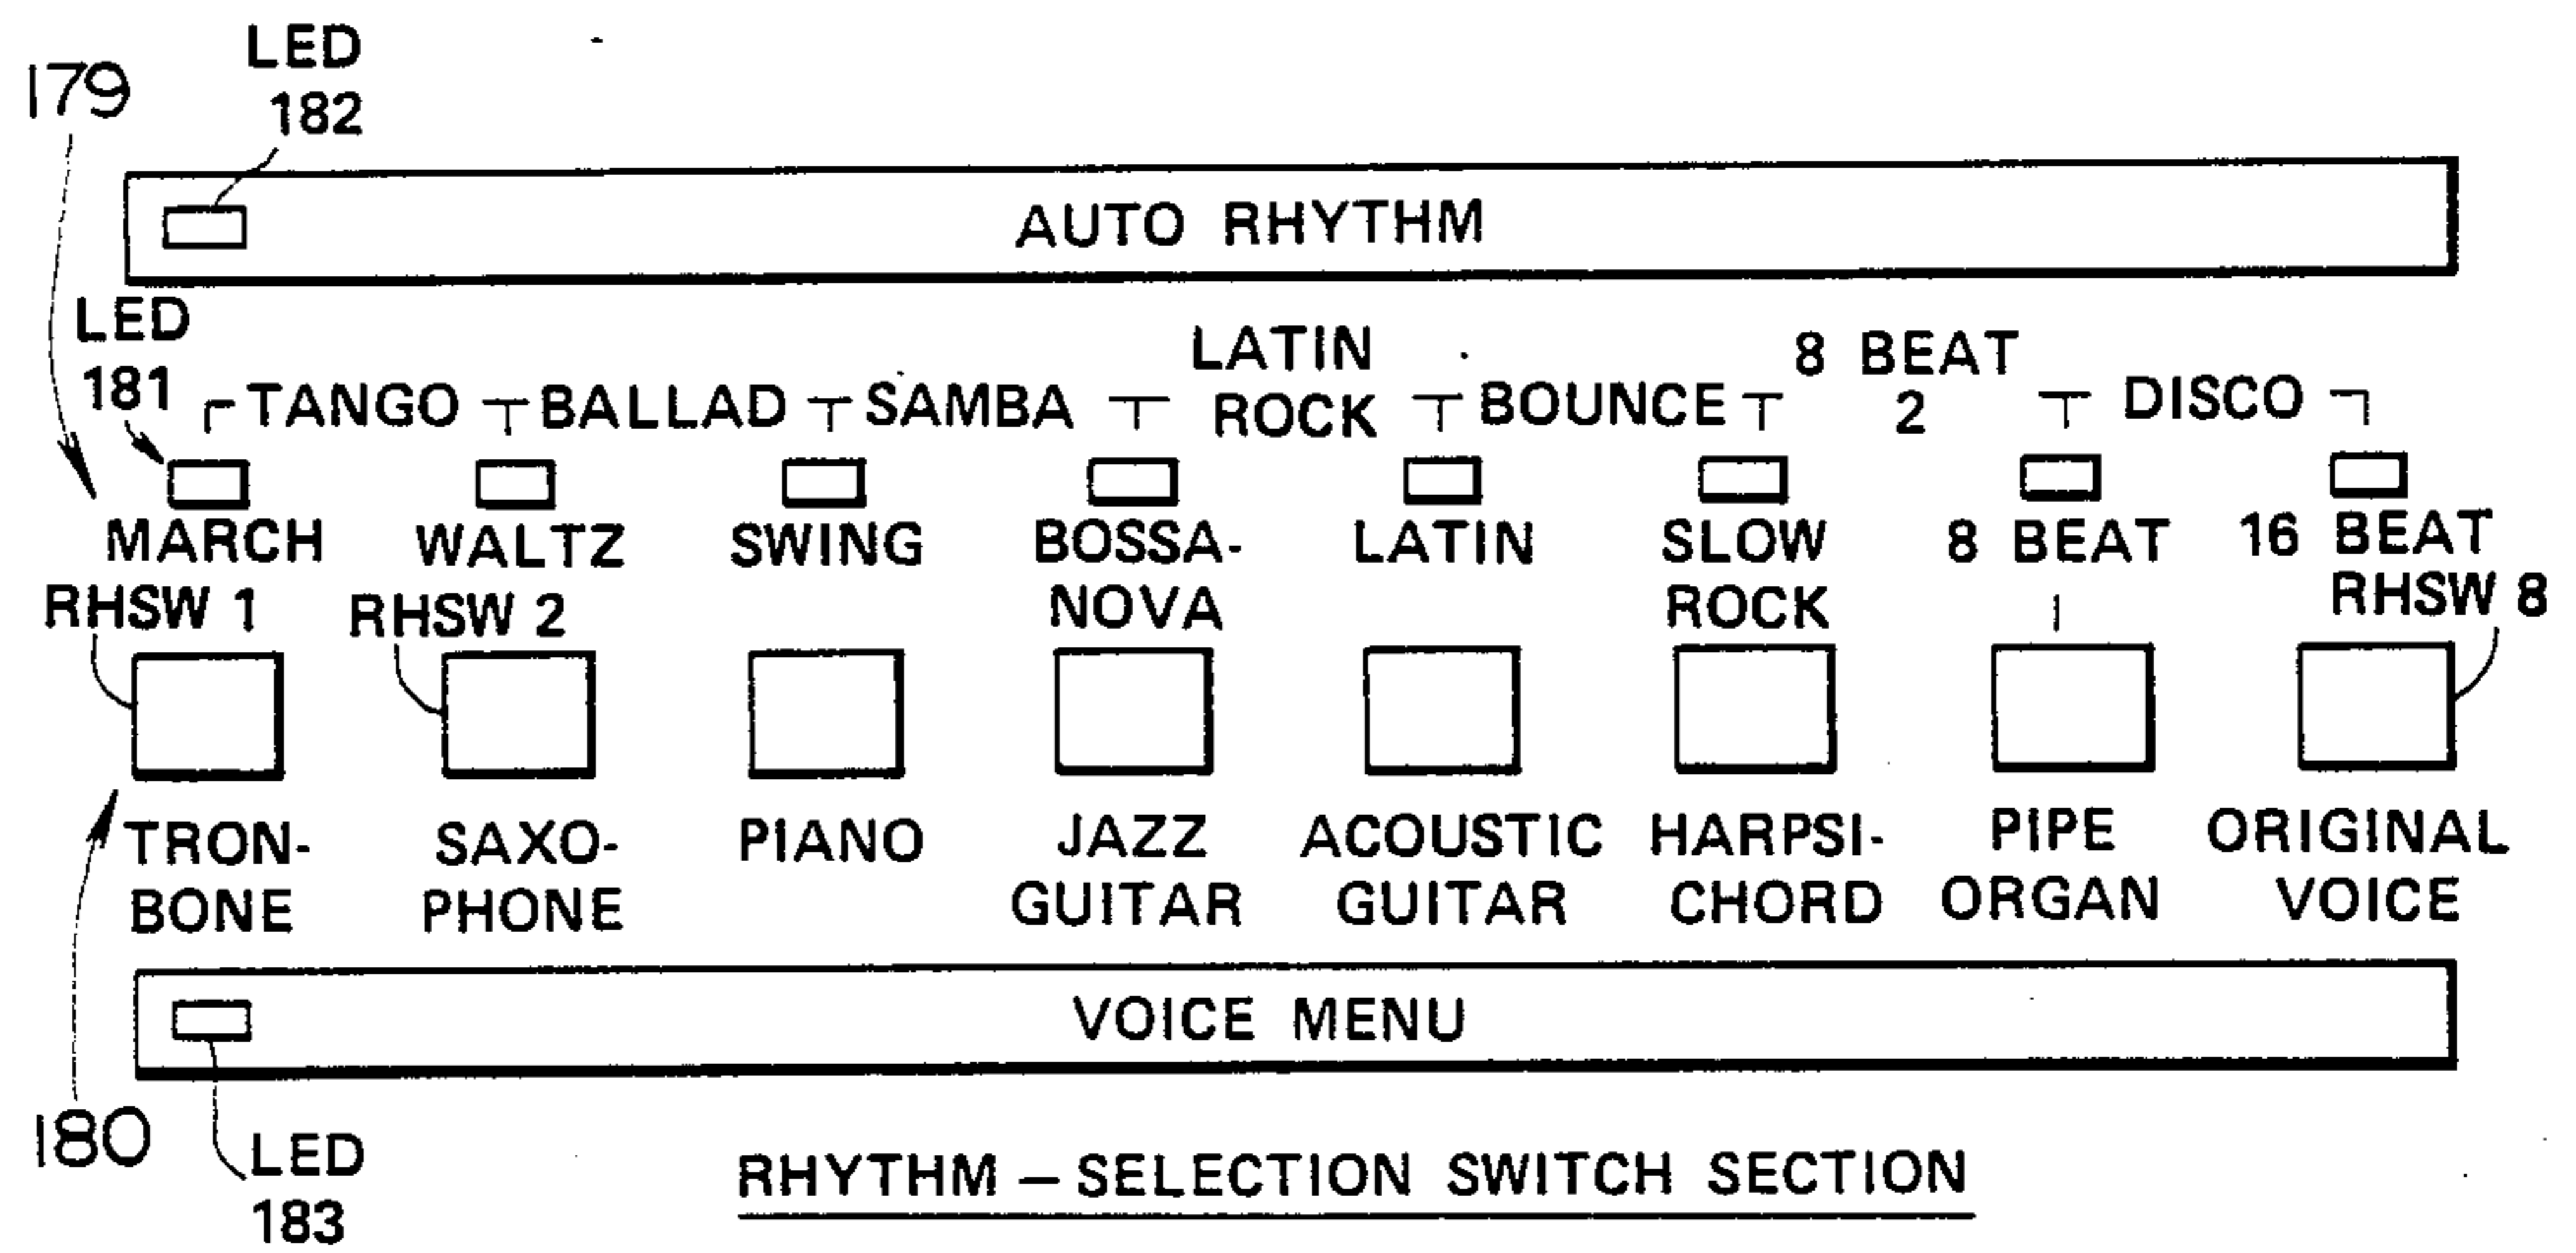 LED
182
179
AUTO RHYTHM
LED
181
LATIN
ROCK
8 BEAT
2
TANGO BALLAD SAMBA BOUNCE DISCO
MARCH WALTZ SWING BOSSA- LATIN SLOW 8 BEAT 16 BEAT
NOVA ROCK
RHSW 1 RHSW 2 RHSW 8
TRON- SAXO- PIANO JAZZ ACOUSTIC HARPSI- PIPE ORIGINAL
BONE PHONE GUITAR GUITAR CHORD ORGAN VOICE
VOICE MENU
180
LED
183
RHYTHM – SELECTION SWITCH SECTION